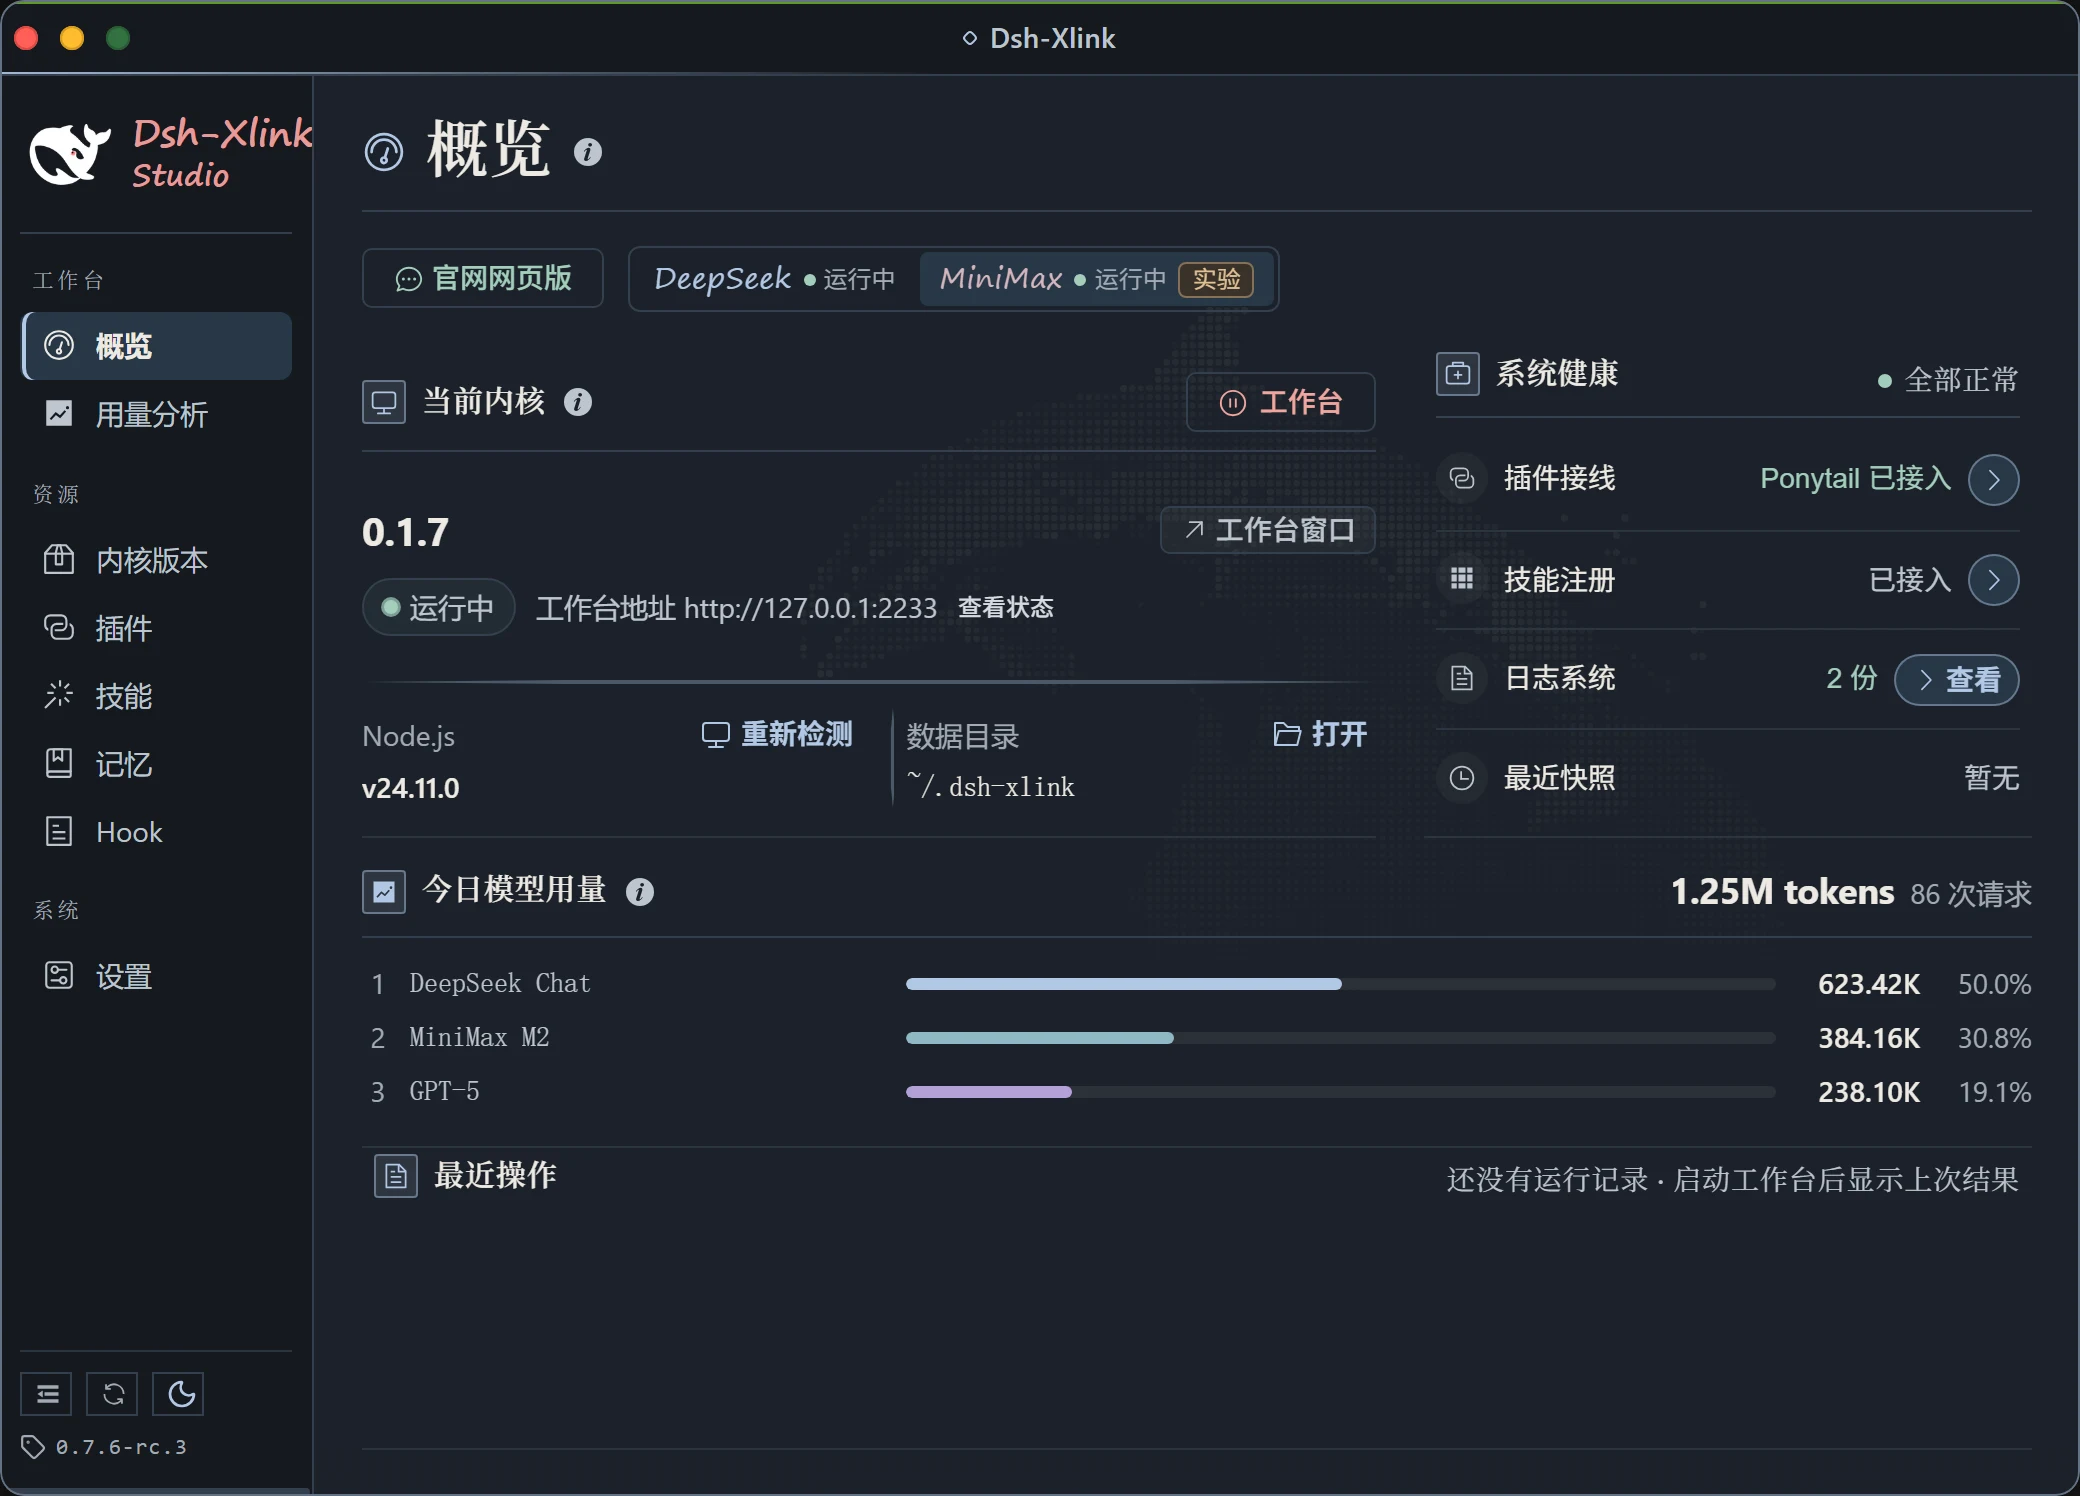 Dsh-Xlink
Dsh-Xlink
Studio
工作台
概览
用量分析
资源
内核版本
插件
技能
记忆
Hook
系统
设置
0.7.6-rc.3
概览
官网网页版
DeepSeek 运行中 MiniMax 运行中 实验
当前内核
工作台
0.1.7
工作台窗口
运行中 工作台地址 http://127.0.0.1:2233 查看状态
Node.js 重新检测
v24.11.0
数据目录 打开
~/.dsh-xlink
系统健康 全部正常
插件接线 Ponytail 已接入
技能注册 已接入
日志系统 2 份 查看
最近快照 暂无
今日模型用量 1.25M tokens 86 次请求
1 DeepSeek Chat 623.42K 50.0%
2 MiniMax M2 384.16K 30.8%
3 GPT-5 238.10K 19.1%
最近操作 还没有运行记录 · 启动工作台后显示上次结果